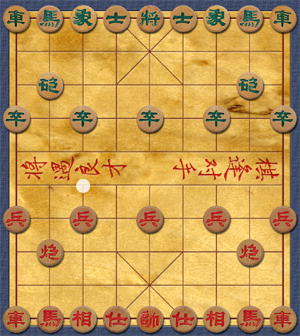 車馬象士將士象馬車
砲 砲
卒 卒 卒 卒 卒
將遇良才
棋逢对手
兵 兵 兵 兵 兵
炮 炮
車馬相仕帥仕相馬車